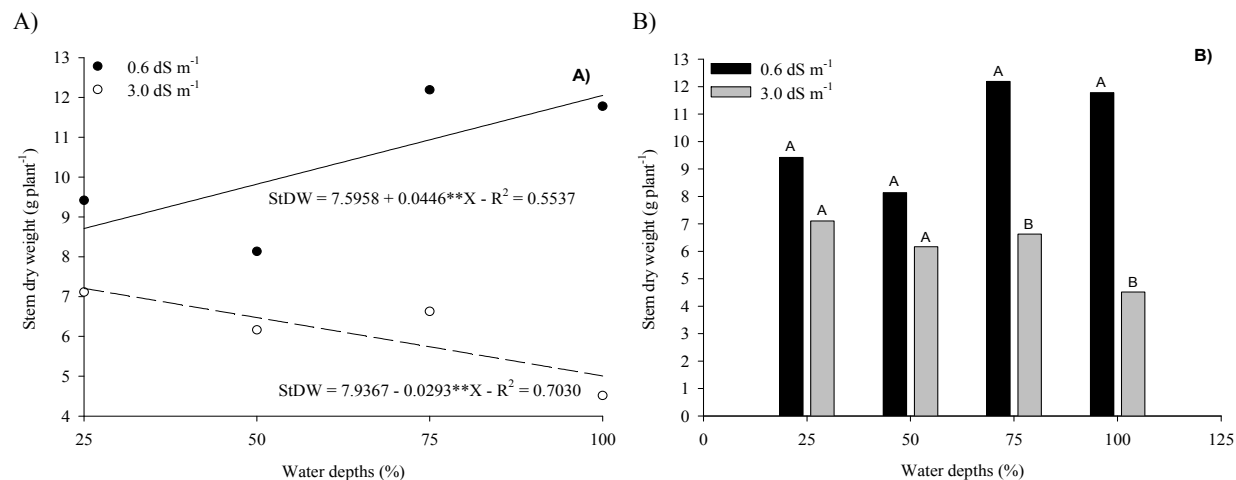 A)
B)
0.6 dS m⁻¹
3.0 dS m⁻¹
A)
13
12
11
10
9
8
7
6
5
4
Stem dry weight (g plant⁻¹)
StDW = 7.5958 + 0.0446**X - R² = 0.5537
StDW = 7.9367 - 0.0293**X - R² = 0.7030
25
50
75
100
Water depths (%)
0.6 dS m⁻¹
3.0 dS m⁻¹
B)
13
12
11
10
9
8
7
6
5
4
3
2
1
0
Stem dry weight (g plant⁻¹)
A
A
A
A
A
B
A
B
0
25
50
75
100
125
Water depths (%)